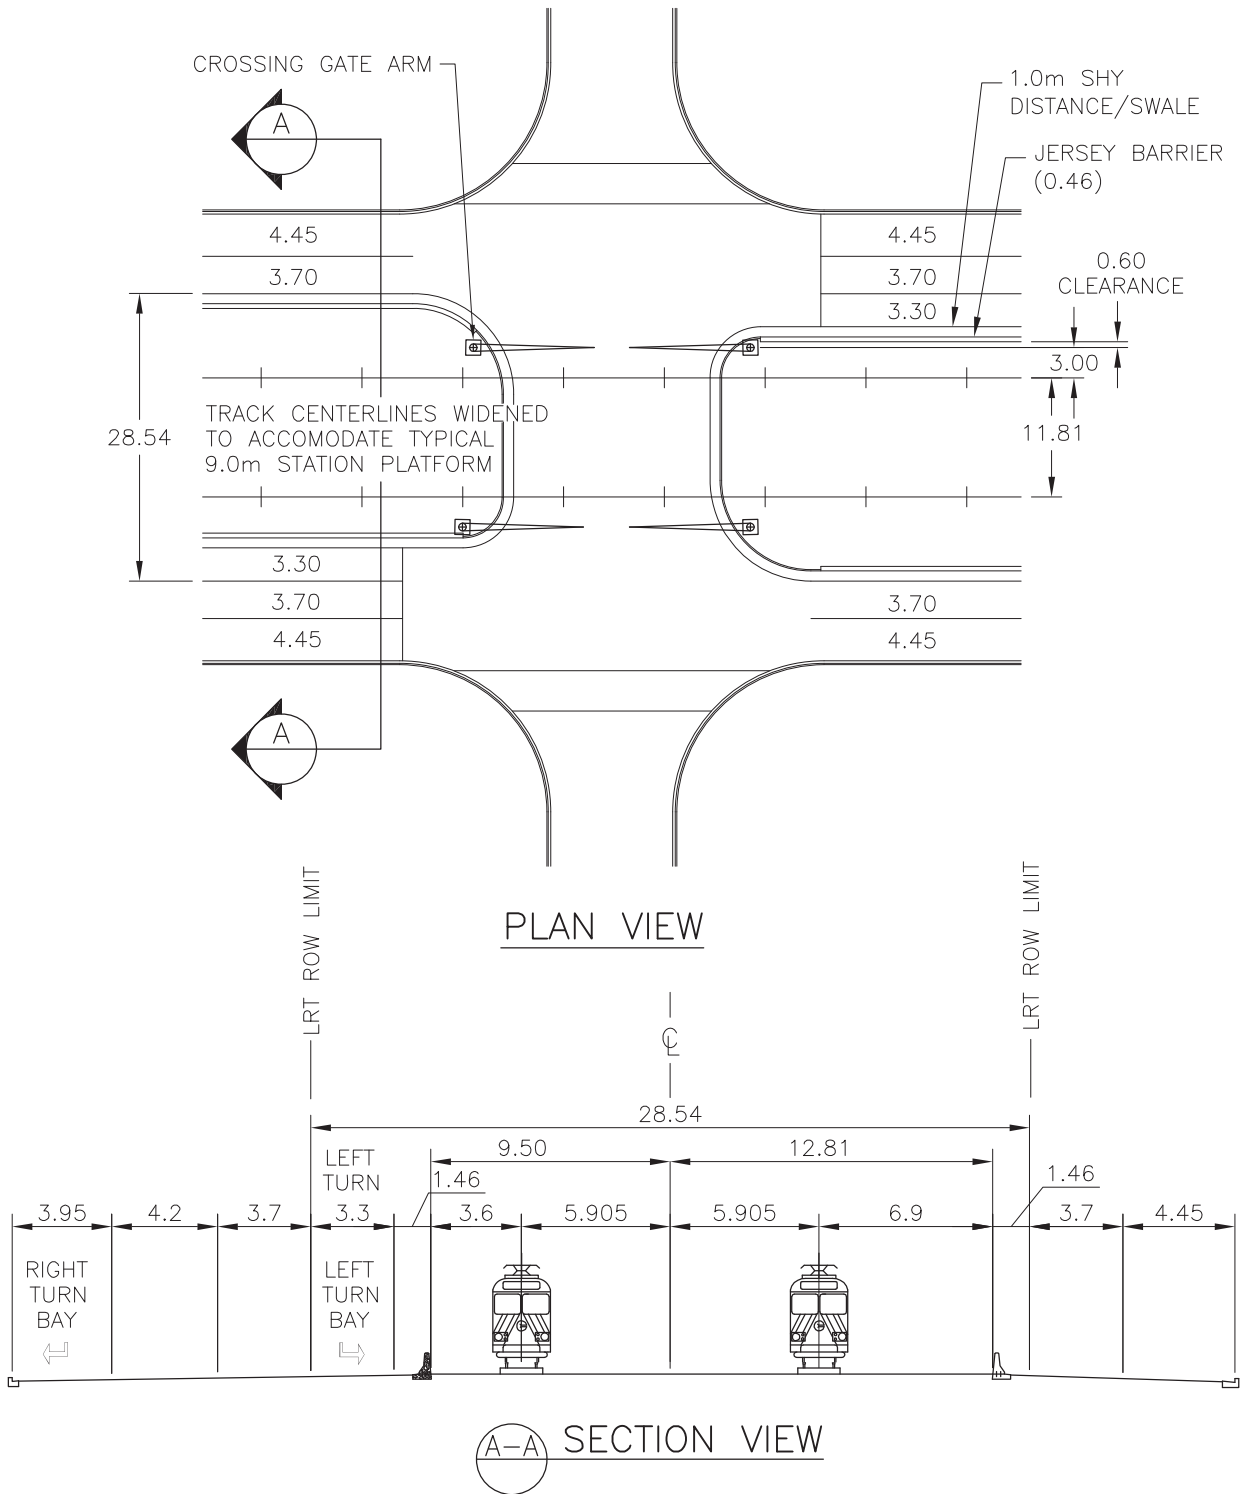 CROSSING GATE ARM
1.0m SHY
DISTANCE/SWALE
A
JERSEY BARRIER
(0.46)
4.45
4.45
3.70
3.70
0.60
CLEARANCE
3.30
3.00
TRACK CENTERLINES WIDENED
TO ACCOMODATE TYPICAL
9.0m STATION PLATFORM
28.54
11.81
3.30
3.70
3.70
4.45
4.45
A
PLAN VIEW
LRT ROW LIMIT
LRT ROW LIMIT
CL
28.54
9.50
12.81
LEFT
TURN
1.46
1.46
3.95
4.2
3.7
3.3
3.6
5.905
5.905
6.9
3.7
4.45
RIGHT
TURN
BAY
LEFT
TURN
BAY
A-A
SECTION VIEW